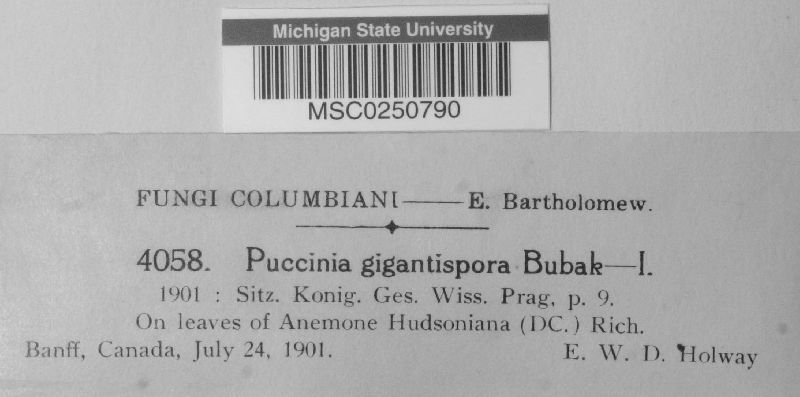 Michigan State University
MSC0250790
FUNGI COLUMBIANI——E. Bartholomew.
4058. Puccinia gigantispora Bubak—I.
1901 : Sitz. Konig. Ges. Wiss. Prag, p. 9.
On leaves of Anemone Hudsoniana (DC.) Rich.
Banff, Canada, July 24, 1901. E. W. D. Holway